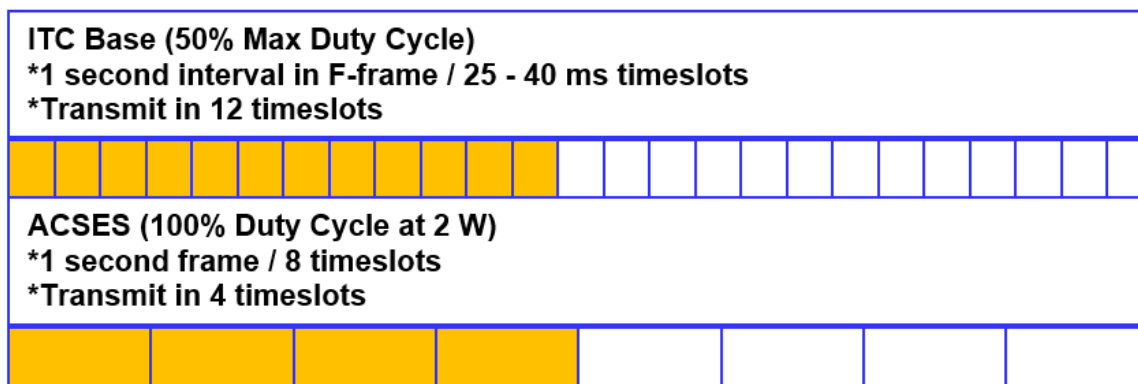 ITC Base (50% Max Duty Cycle)
*1 second interval in F-frame / 25 - 40 ms timeslots
*Transmit in 12 timeslots
ACSES (100% Duty Cycle at 2 W)
*1 second frame / 8 timeslots
*Transmit in 4 timeslots